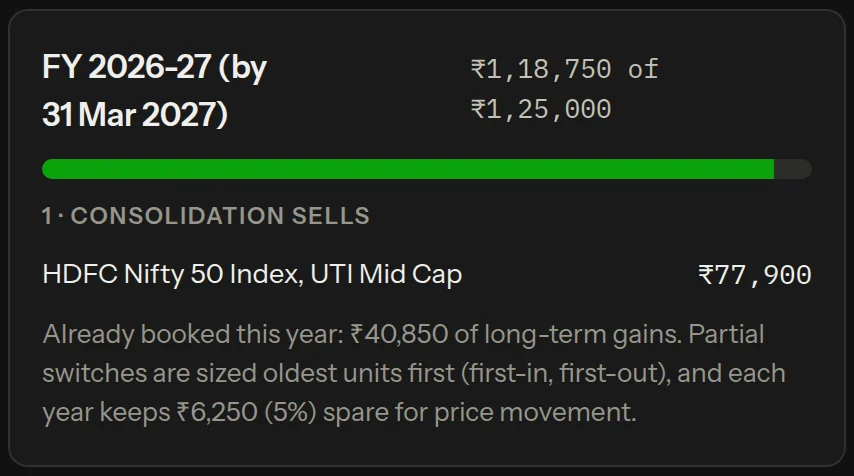 FY 2026-27 (by
31 Mar 2027)
₹1,18,750 of
₹1,25,000
1 · CONSOLIDATION SELLS
HDFC Nifty 50 Index, UTI Mid Cap
₹77,900
Already booked this year: ₹40,850 of long-term gains. Partial
switches are sized oldest units first (first-in, first-out), and each
year keeps ₹6,250 (5%) spare for price movement.